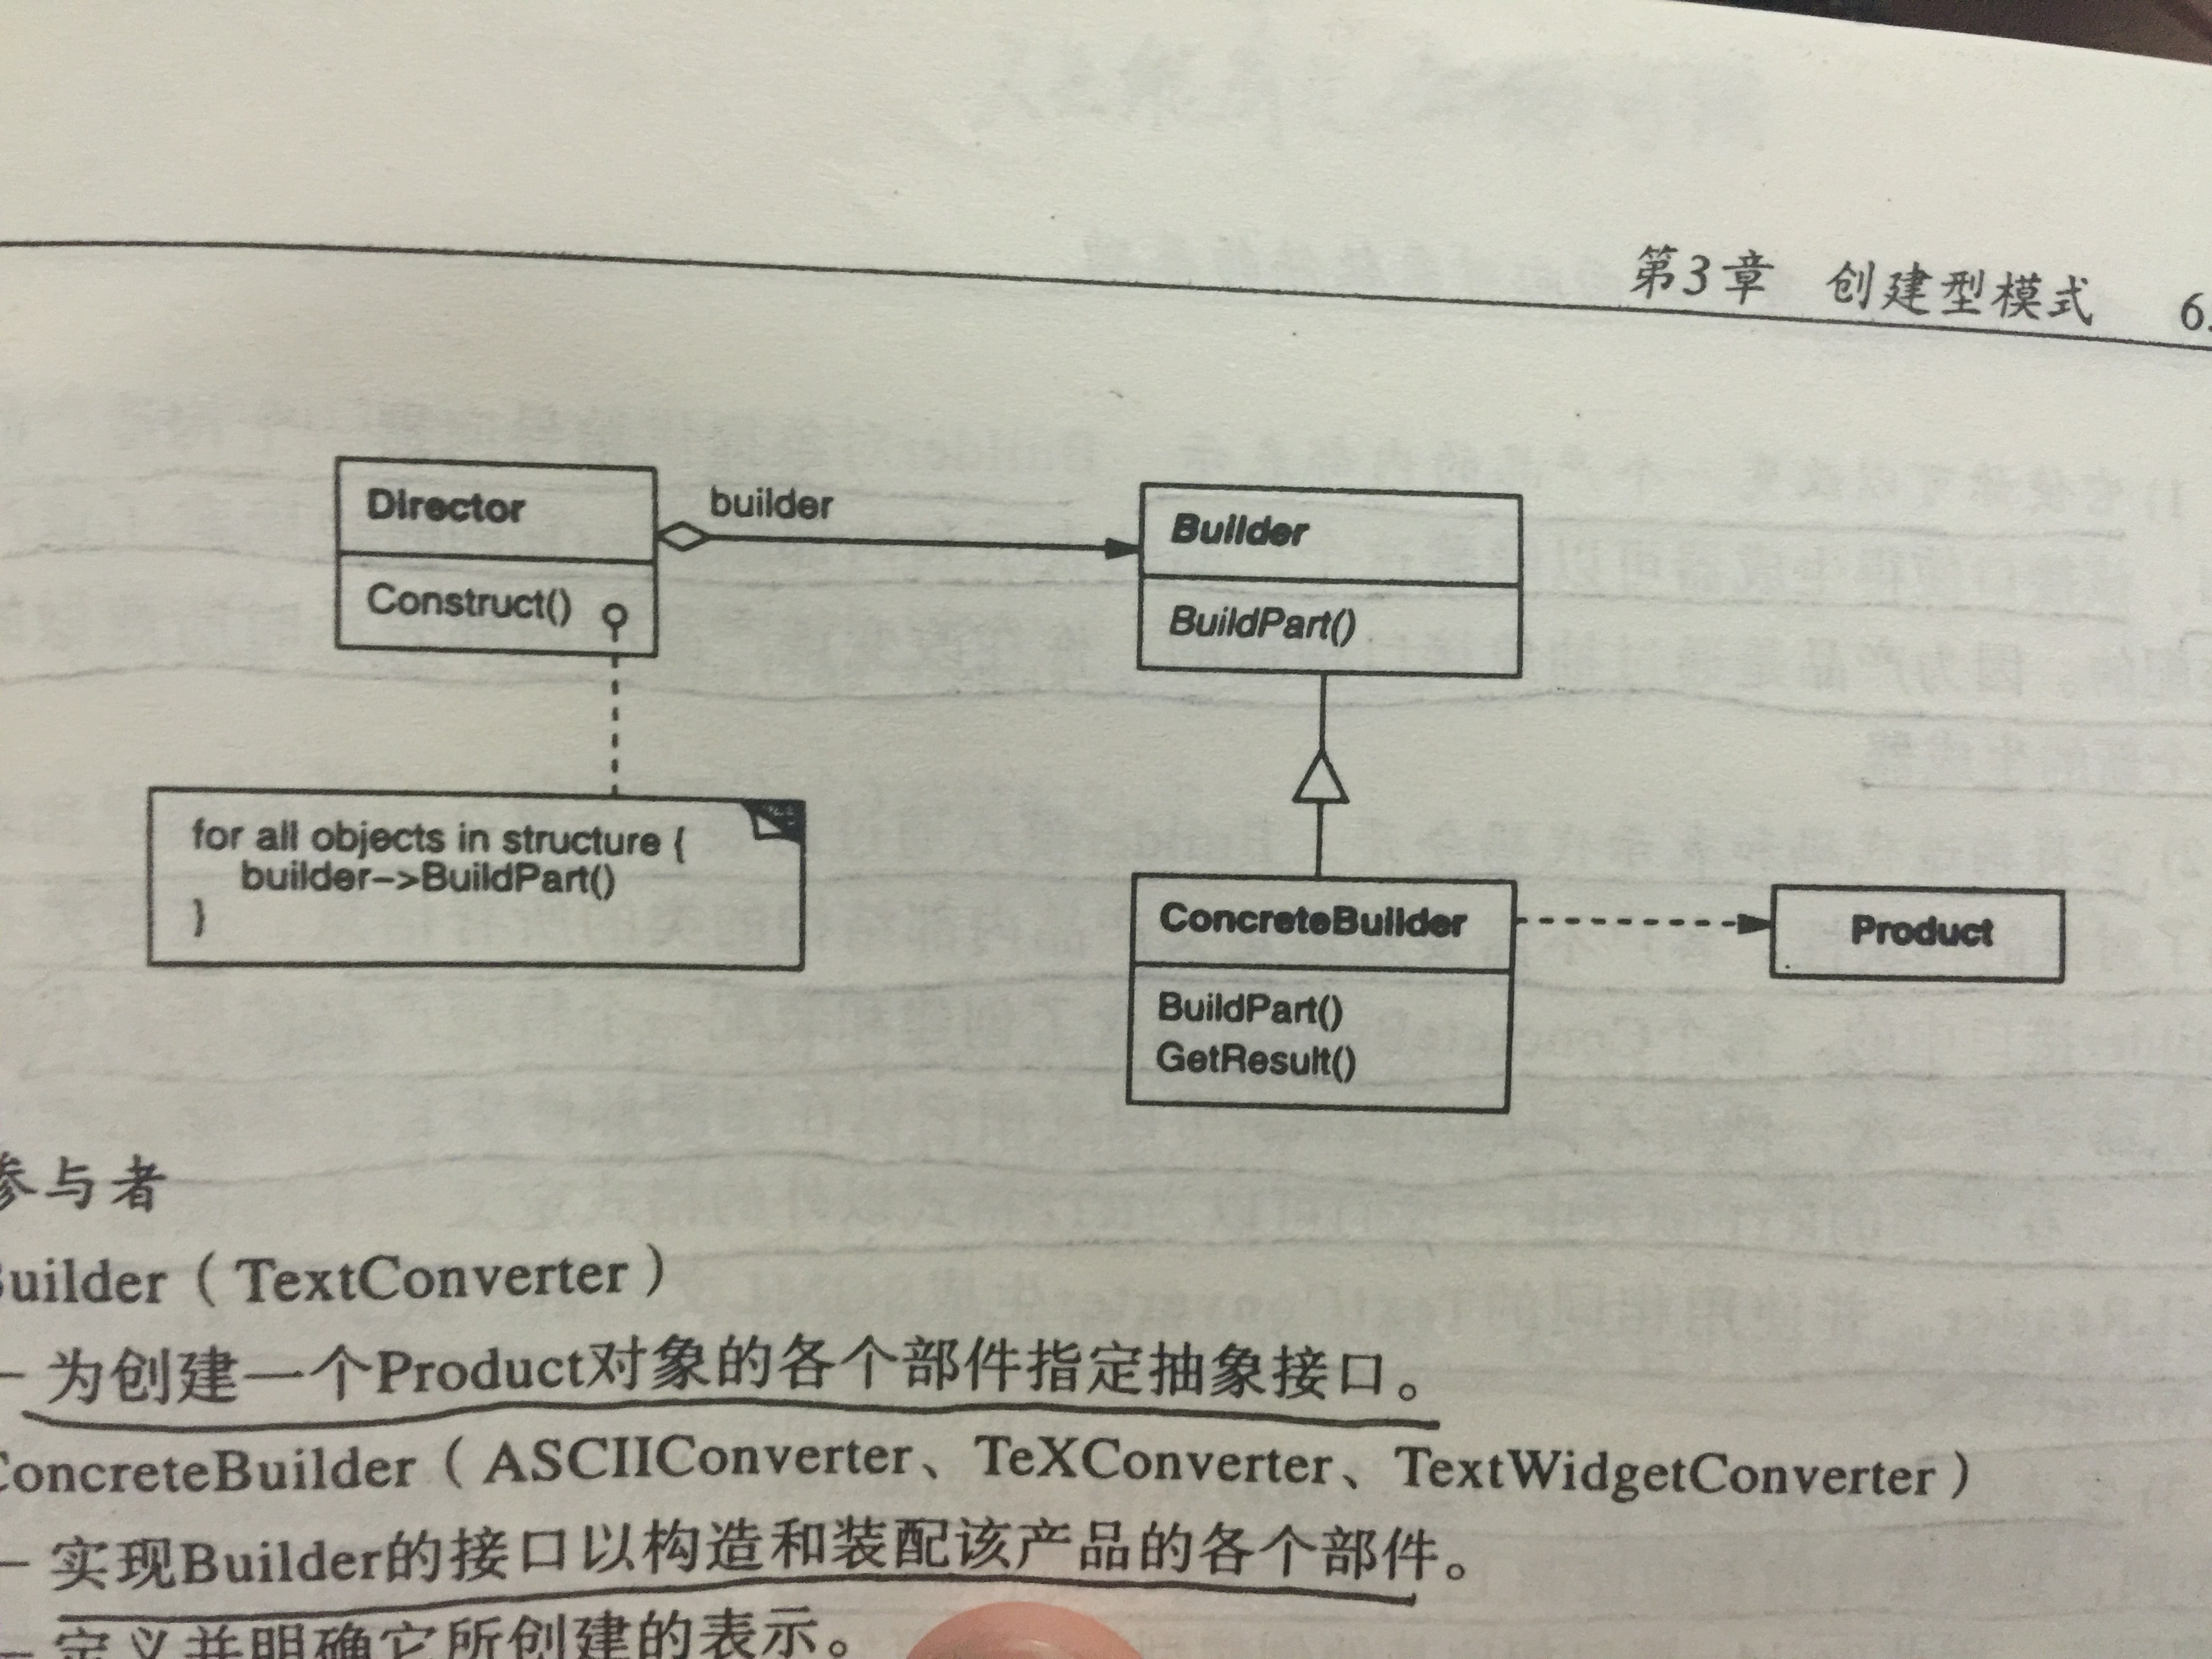 第3章 创建型模式
Director
builder
Builder
Construct()
BuildPart()
for all objects in structure {
builder->BuildPart()
}
ConcreteBuilder
Product
BuildPart()
GetResult()
参与者
Builder（TextConverter）
— 为创建一个Product对象的各个部件指定抽象接口。
ConcreteBuilder（ASCIIConverter、TeXConverter、TextWidgetConverter）
— 实现Builder的接口以构造和装配该产品的各个部件。
— 定义并明确它所创建的表示。